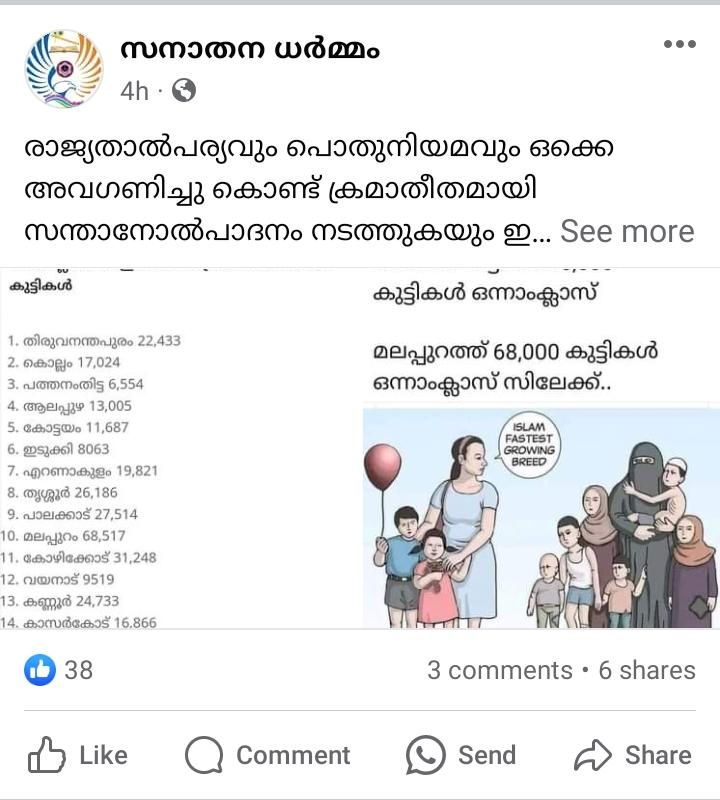 സനാതന ധർമ്മം
4h
രാജ്യതാൽപര്യവും പൊതുനിയമവും ഒക്കെ
അവഗണിച്ചു കൊണ്ട് ക്രമാതീതമായി
സന്താനോൽപാദനം നടത്തുകയും ഇ... See more
കുട്ടികൾ
1. തിരുവനന്തപുരം 22,433
2. കൊല്ലം 17,024
3. പത്തനംതിട്ട 6,554
4. ആലപ്പുഴ 13,005
5. കോട്ടയം 11,687
6. ഇടുക്കി 8063
7. എറണാകുളം 19,821
8. തൃശ്ശൂർ 26,186
9. പാലക്കാട് 27,514
10. മലപ്പുറം 68,517
11. കോഴിക്കോട് 31,248
12. വയനാട് 9519
13. കണ്ണൂർ 24,733
14. കാസർകോട് 16,866
കുട്ടികൾ ഒന്നാംക്ലാസ്
മലപ്പുറത്ത് 68,000 കുട്ടികൾ
ഒന്നാംക്ലാസ് സിലേക്ക്..
ISLAM
FASTEST
GROWING
BREED
38
3 comments • 6 shares
Like
Comment
Send
Share